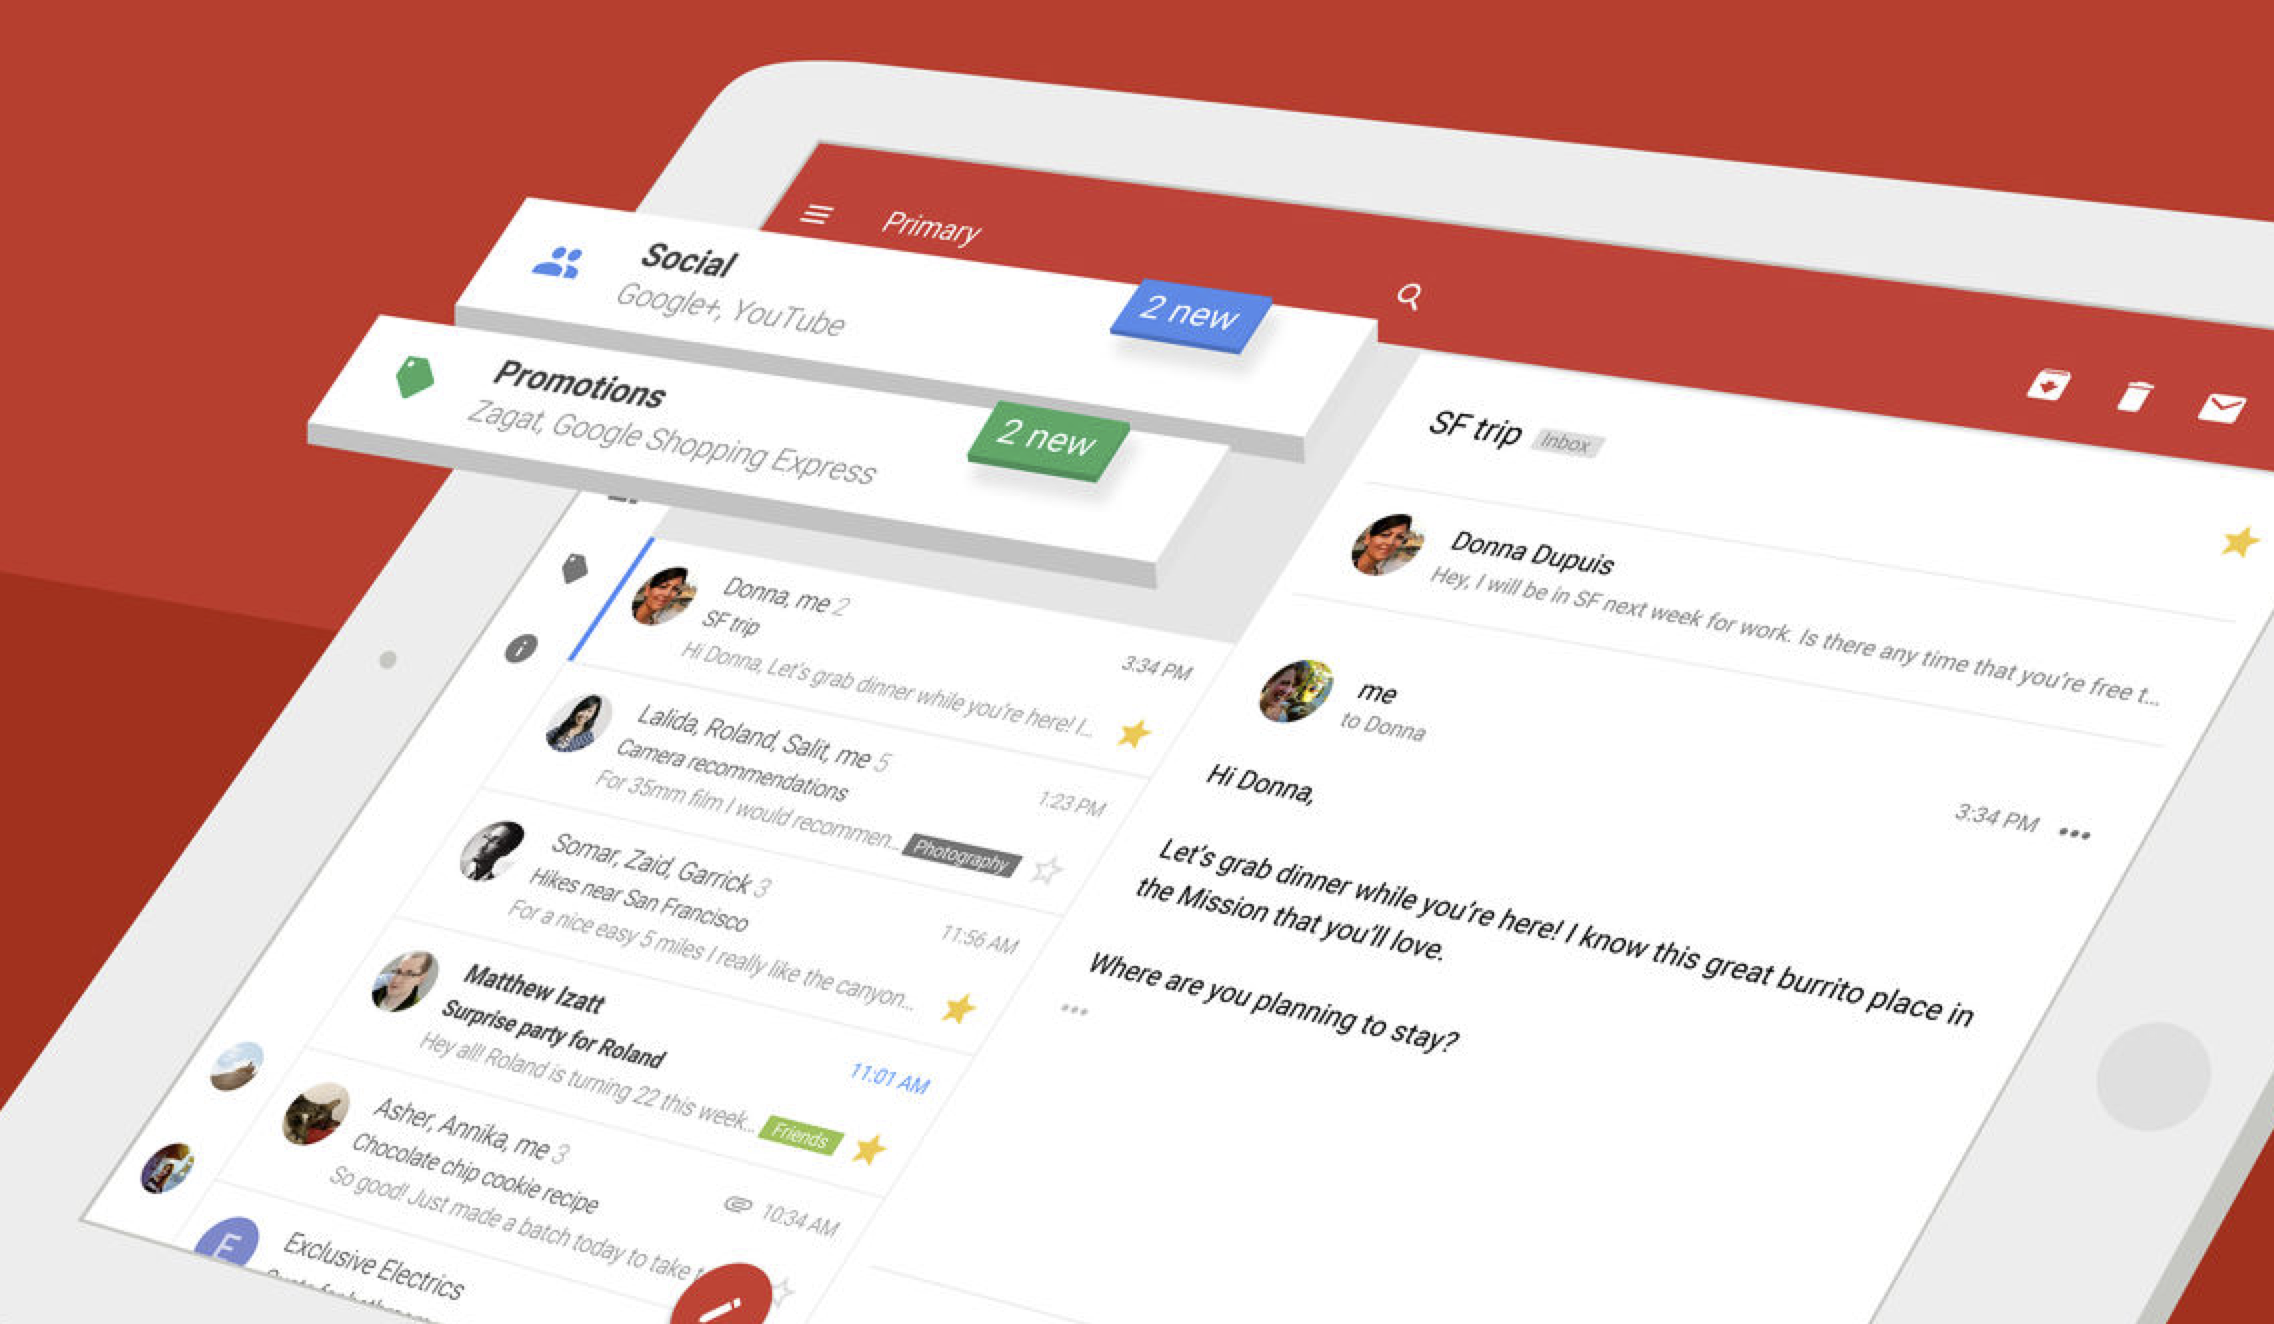 Primary
Social
Google+, YouTube
2 new
Promotions
Zagat, Google Shopping Express
2 new
Donna, me 2
SF trip
Hi Donna, Let's grab dinner while you're here! I...
3:34 PM
Lalida, Roland, Salit, me 5
Camera recommendations
For 35mm film I would recommen...
Photography
1:23 PM
Somar, Zaid, Garrick 3
Hikes near San Francisco
For a nice easy 5 miles I really like the canyon...
11:56 AM
Matthew Izatt
Surprise party for Roland
Hey all! Roland is turning 22 this week...
Friends
11:01 AM
Asher, Annika, me 3
Chocolate chip cookie recipe
So good! Just made a batch today to take
10:34 AM
E
Exclusive Electrics
SF trip
Inbox
Donna Dupuis
Hey, I will be in SF next week for work. Is there any time that you're free t...
me
to Donna
3:34 PM
Hi Donna,
Let's grab dinner while you're here! I know this great burrito place in
the Mission that you'll love.
Where are you planning to stay?